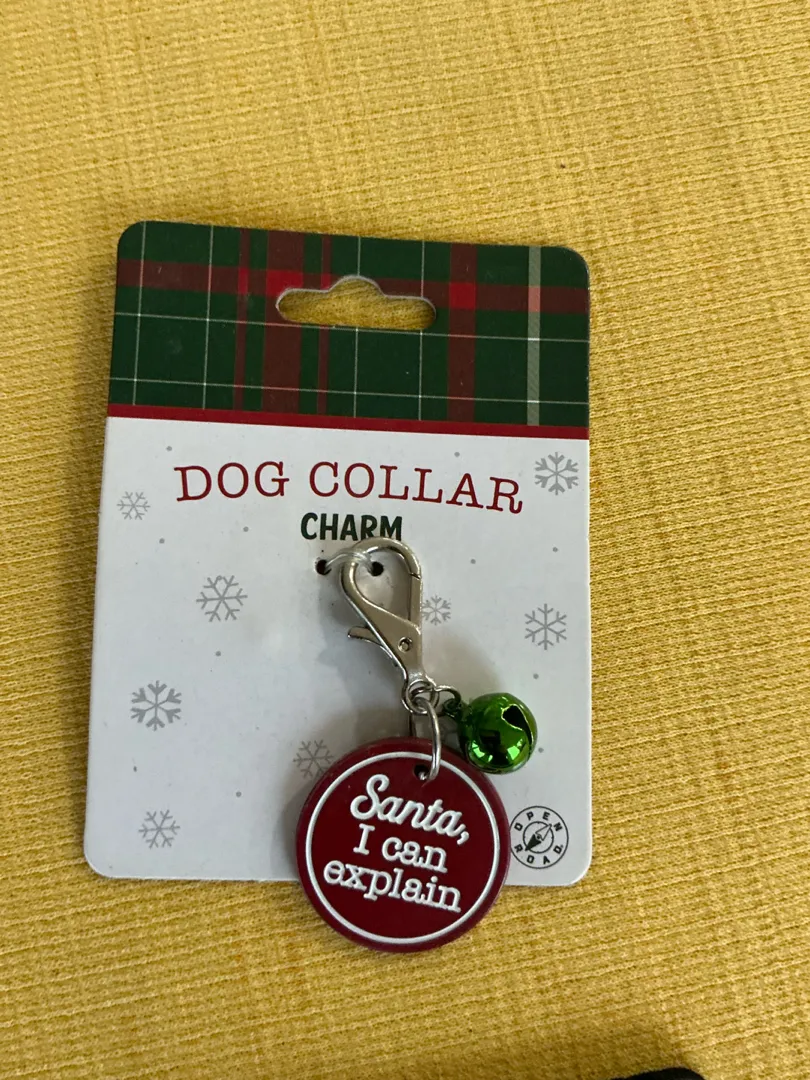 DOG COLLAR
CHARM
Santa,
I can
explain
OPEN
ROAD